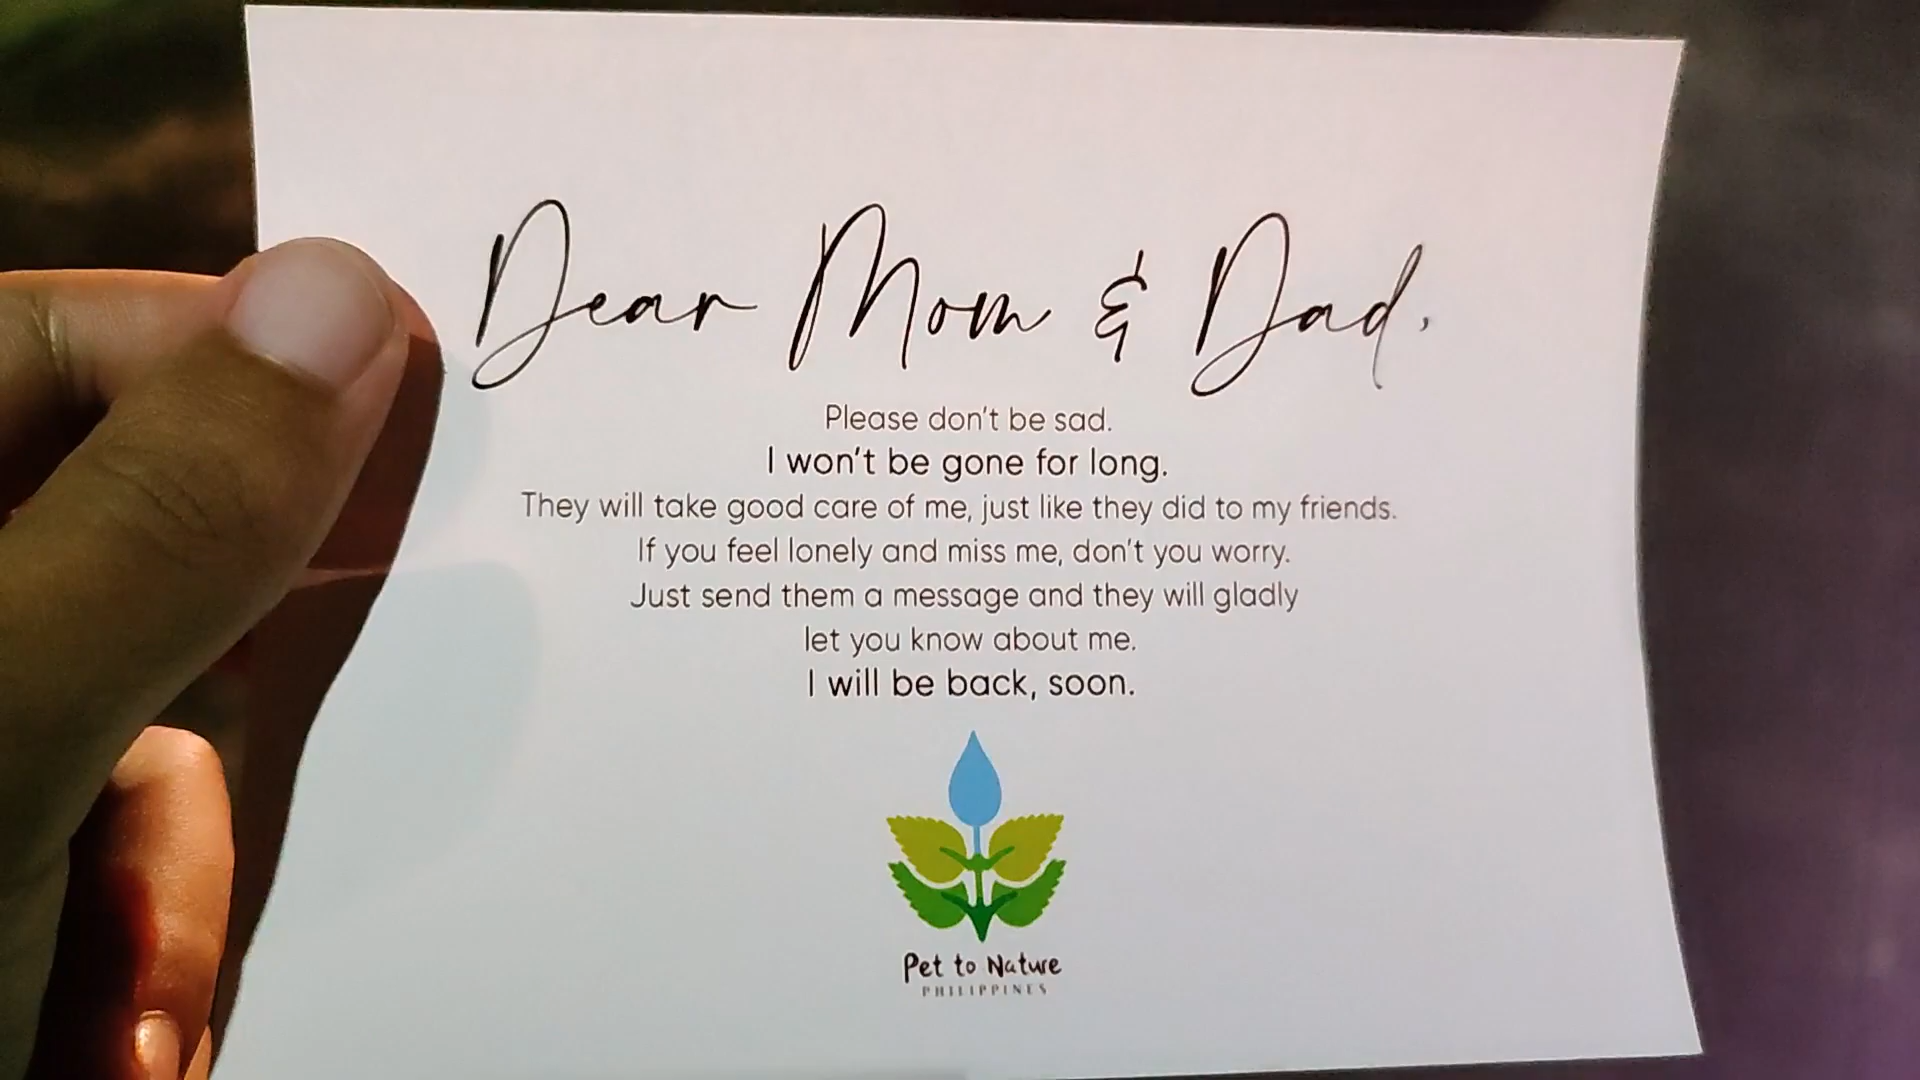 Dear Mom & Dad,
Please don't be sad.
I won't be gone for long.
They will take good care of me, just like they did to my friends.
If you feel lonely and miss me, don't you worry.
Just send them a message and they will gladly
let you know about me.
I will be back, soon.
Pet to Nature
PHILIPPINES